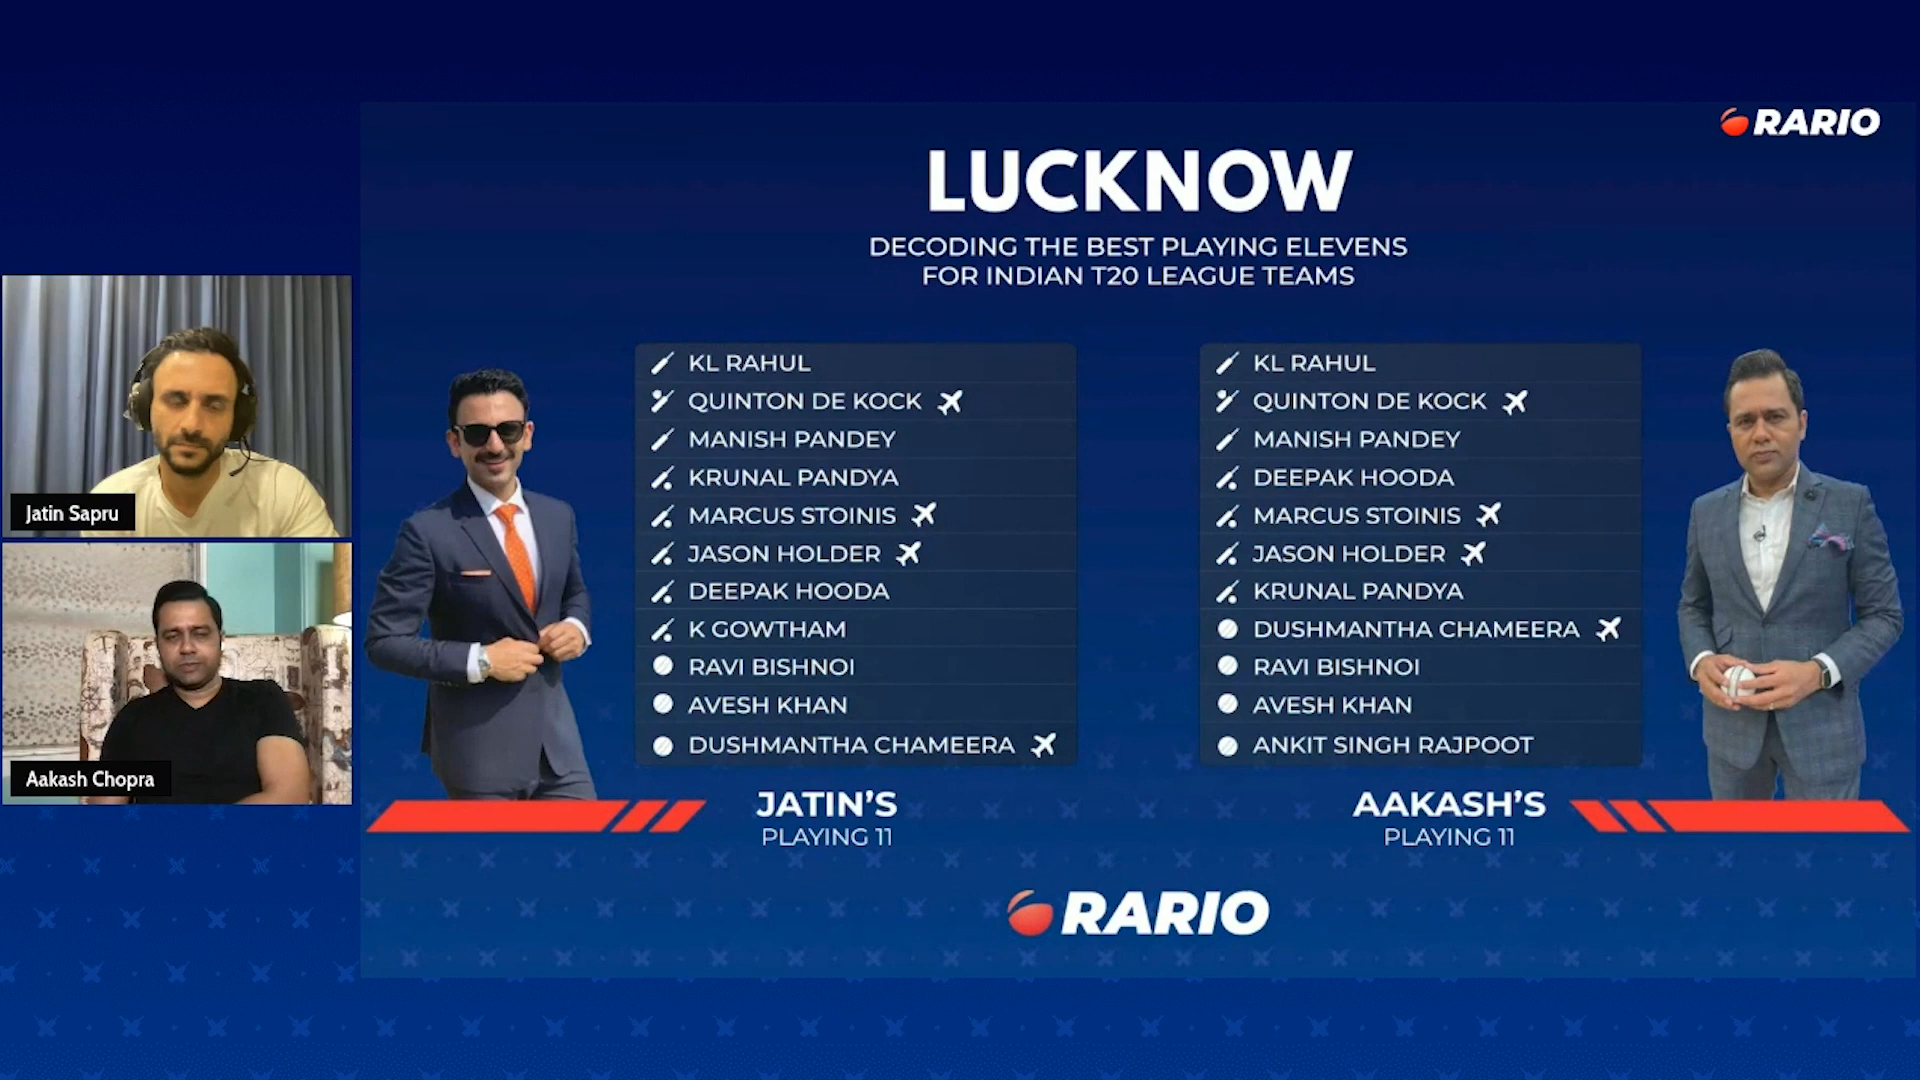 RARIO
LUCKNOW
DECODING THE BEST PLAYING ELEVENS
FOR INDIAN T20 LEAGUE TEAMS
Jatin Sapru
Aakash Chopra
KL RAHUL
QUINTON DE KOCK
MANISH PANDEY
KRUNAL PANDYA
MARCUS STOINIS
JASON HOLDER
DEEPAK HOODA
K GOWTHAM
RAVI BISHNOI
AVESH KHAN
DUSHMANTHA CHAMEERA
JATIN'S
PLAYING 11
KL RAHUL
QUINTON DE KOCK
MANISH PANDEY
DEEPAK HOODA
MARCUS STOINIS
JASON HOLDER
KRUNAL PANDYA
DUSHMANTHA CHAMEERA
RAVI BISHNOI
AVESH KHAN
ANKIT SINGH RAJPOOT
AAKASH'S
PLAYING 11
RARIO